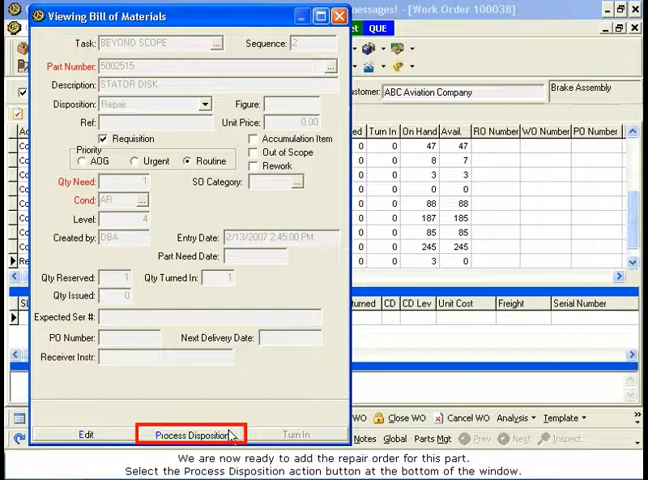 Viewing Bill of Materials
messages! - [Work Order 100038]
QUE
Task: BEYOND SCOPE ... Sequence: 2
Part Number: 5002515 ...
Description: STATOR DISK
Disposition: Repair Figure:
Ref: Unit Price: 0.00
Requisition Accumulation Item
Priority Out of Scope
AOG Urgent Routine Rework
Qty Need: 1 SO Category: ...
Cond: AR ...
Level: 4
Created by: DBA Entry Date: 2/13/2007 2:45:00 PM
Part Need Date:
Qty Reserved: 1 Qty Turned In: 1
Qty Issued: 0
Expected Ser #:
PO Number: Next Delivery Date:
Receiver Instr:
Edit Process Disposition Turn In
Customer: ABC Aviation Company Brake Assembly
Turn In On Hand Avail. RO Number WO Number PO Number
0 0 47 47
0 0 8 7
0 0 3 3
0 0 0 0
0 0 88 88
0 0 187 185
0 0 85 85
0 0 245 245
0 0 3 0
CD CD Lev Unit Cost Freight Serial Number
WO Close WO Cancel WO Analysis Template
Notes Graph Parts Mgt Prev Next Inspect
We are now ready to add the repair order for this part.
Select the Process Disposition action button at the bottom of the window.